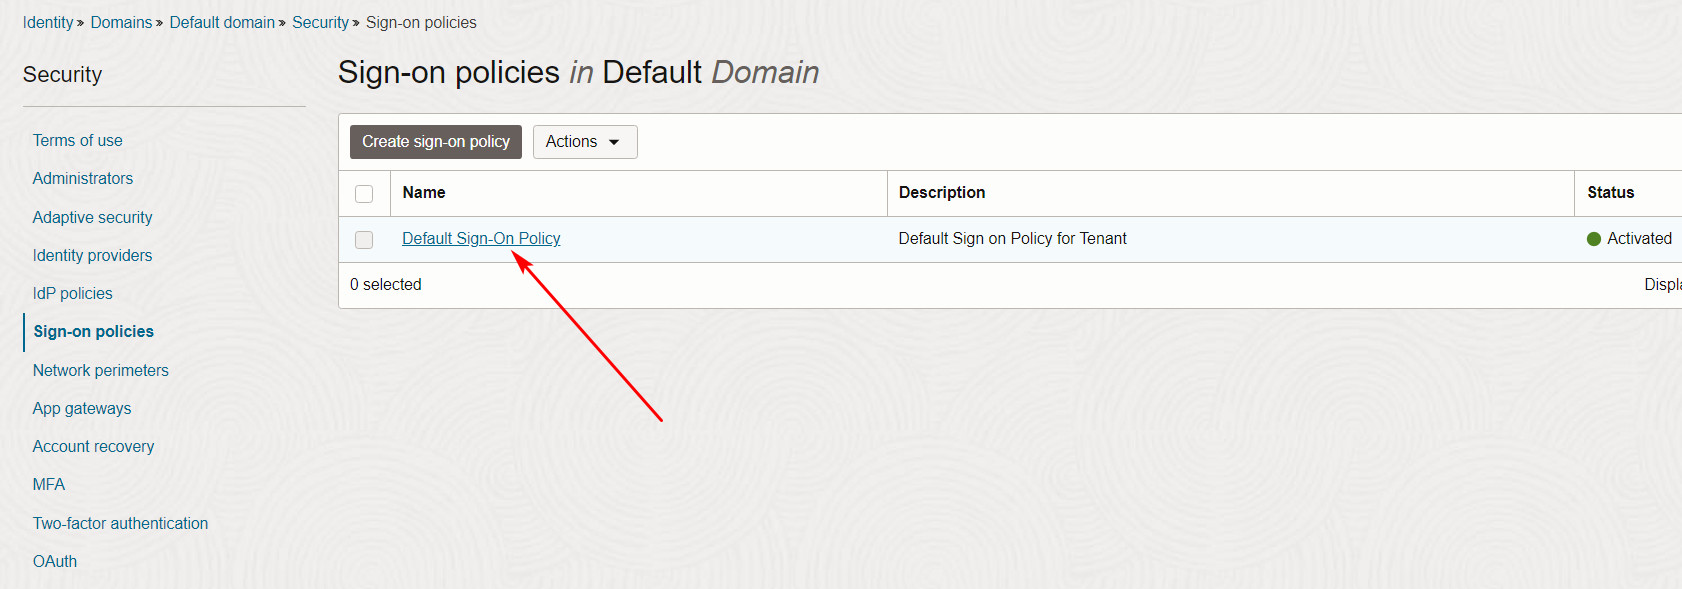 Identity » Domains » Default domain » Security » Sign-on policies
Security
Terms of use
Administrators
Adaptive security
Identity providers
IdP policies
Sign-on policies
Network perimeters
App gateways
Account recovery
MFA
Two-factor authentication
OAuth
Sign-on policies in Default Domain
Create sign-on policy Actions
Name Description Status
Default Sign-On Policy Default Sign on Policy for Tenant Activated
0 selected